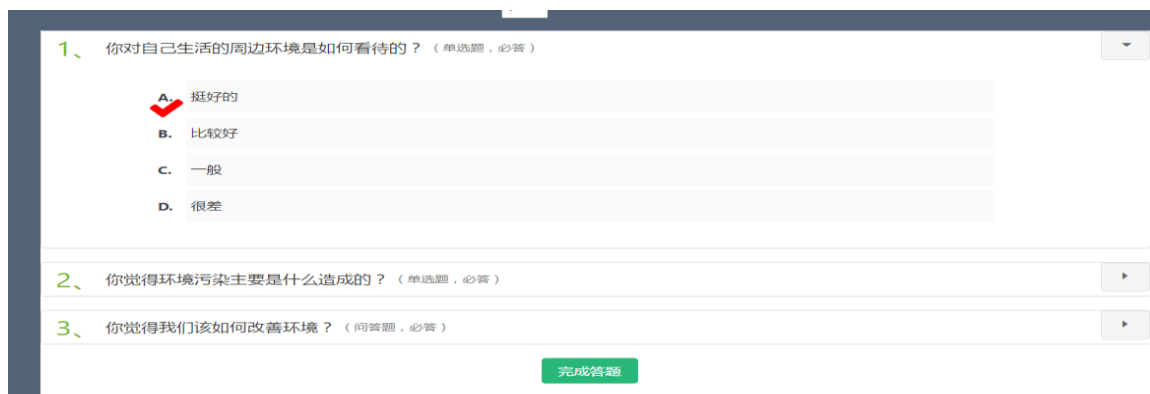 1、 你对自己生活的周边环境是如何看待的？（单选题，必答）
A. 挺好的
B. 比较好
C. 一般
D. 很差
2、 你觉得环境污染主要是什么造成的？（单选题，必答）
3、 你觉得我们该如何改善环境？（问答题，必答）
完成答题